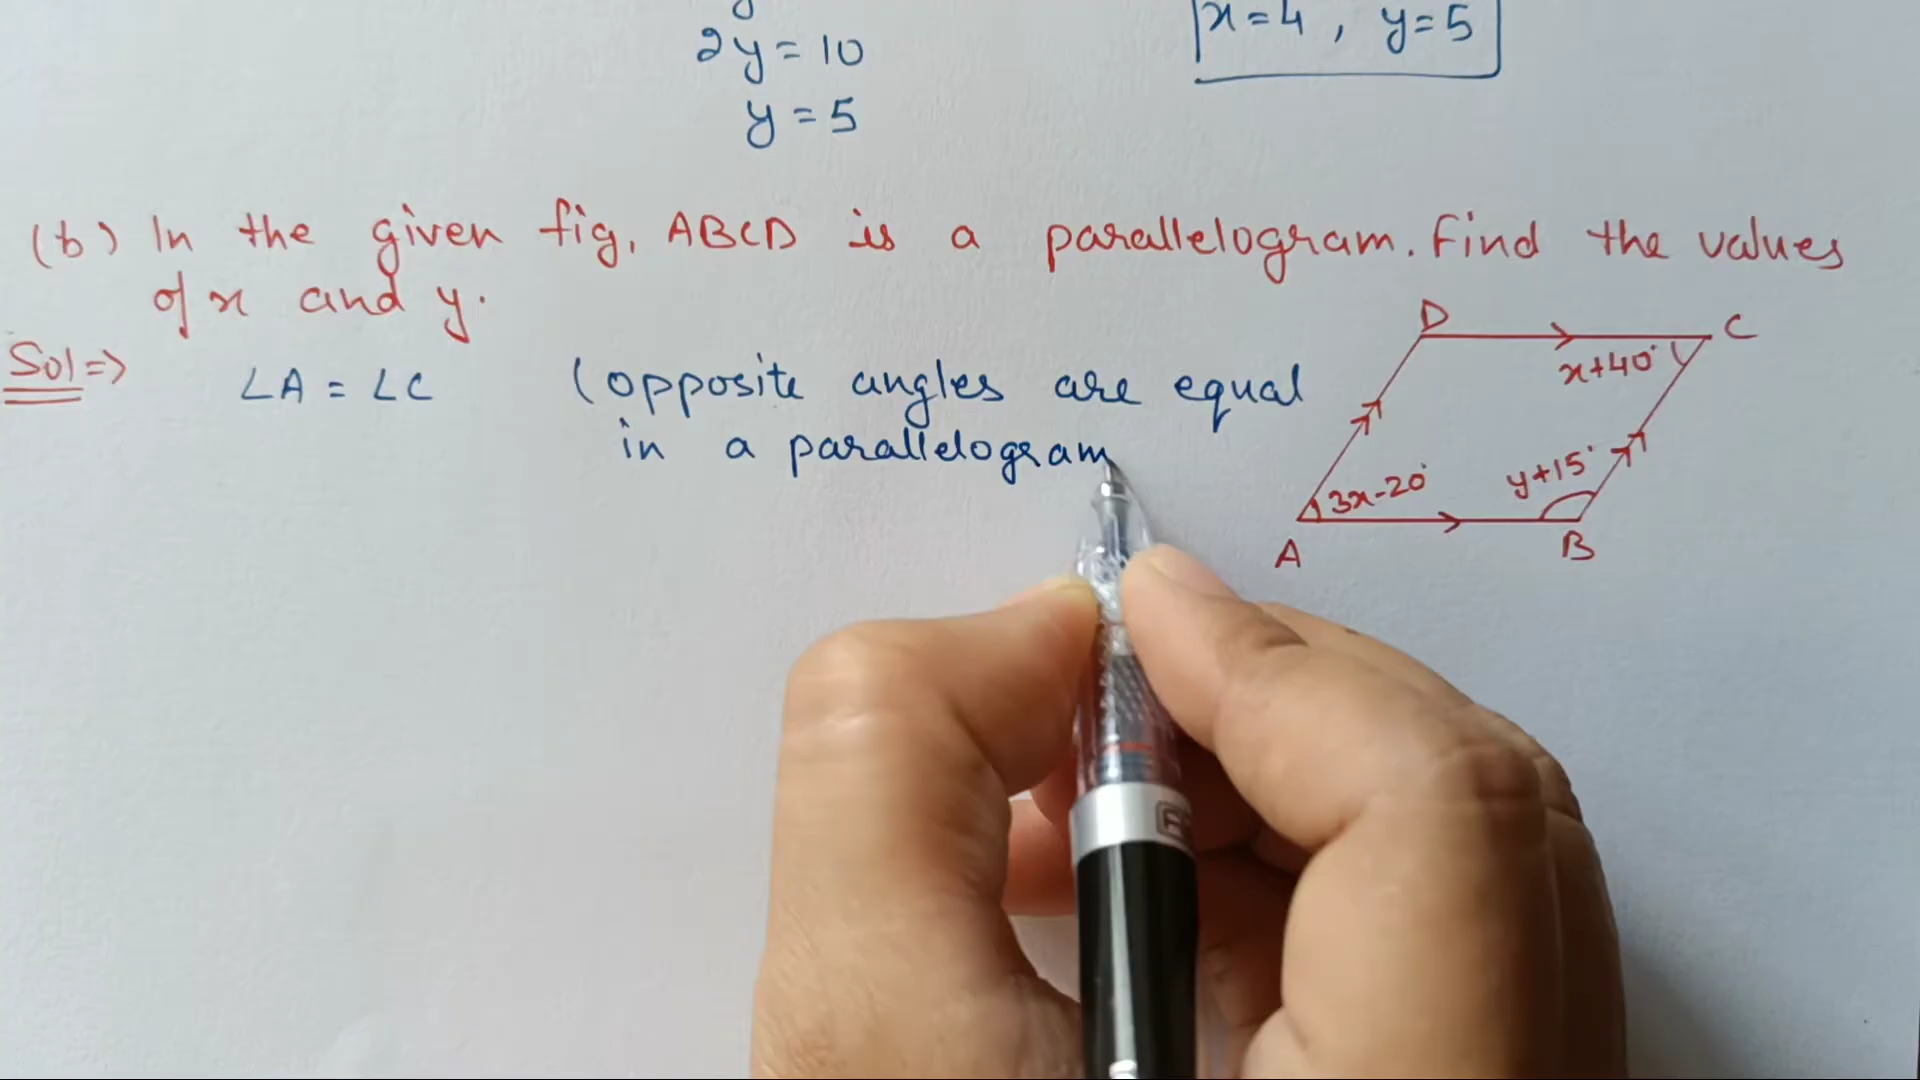 2y = 10
x = 4 , y = 5
y = 5
(b) In the given fig, ABCD is a parallelogram. Find the values
of x and y.
Sol =>
∠A = ∠C (opposite angles are equal
in a parallelogram
D
C
x+40°
y+15°
3x-20°
A
B